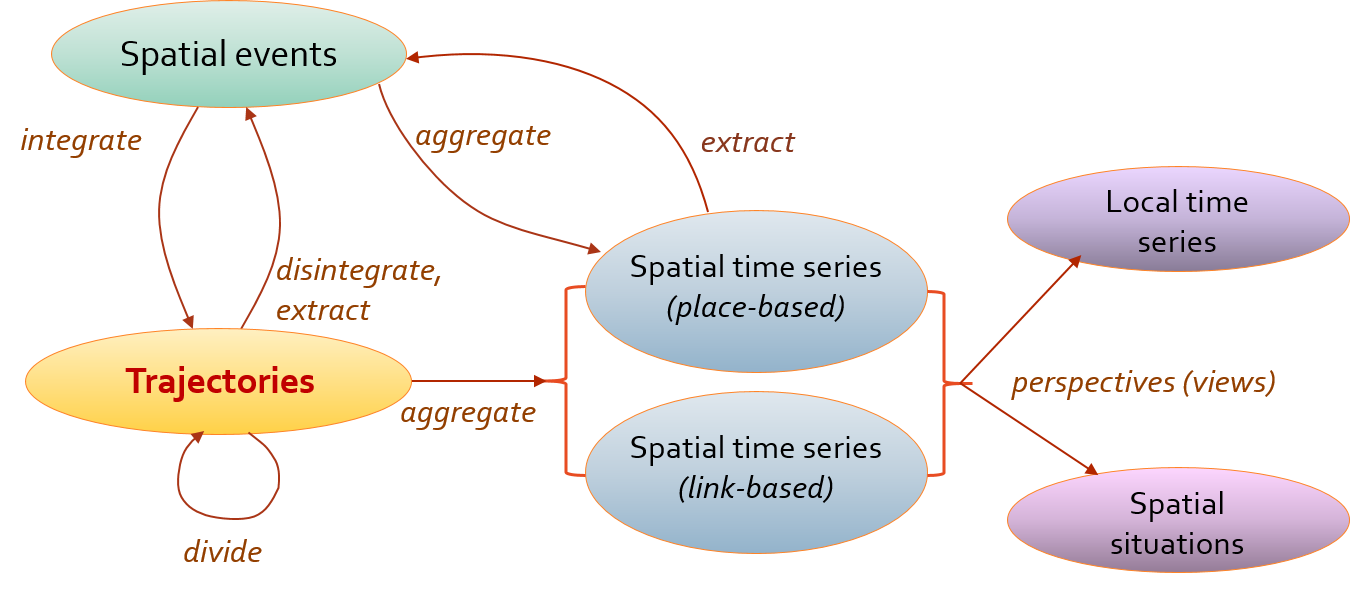 Spatial events
integrate
aggregate
extract
disintegrate,
extract
Trajectories
aggregate
divide
Spatial time series
(place-based)
Spatial time series
(link-based)
Local time
series
perspectives (views)
Spatial
situations